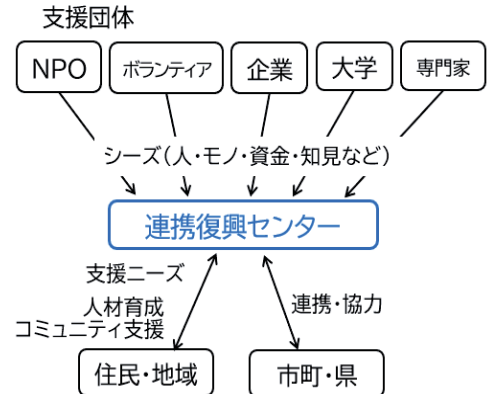 支援団体
NPO
ボランティア
企業
大学
専門家
シーズ(人・モノ・資金・知見など)
連携復興センター
支援ニーズ
人材育成
コミュニティ支援
連携・協力
住民・地域
市町・県